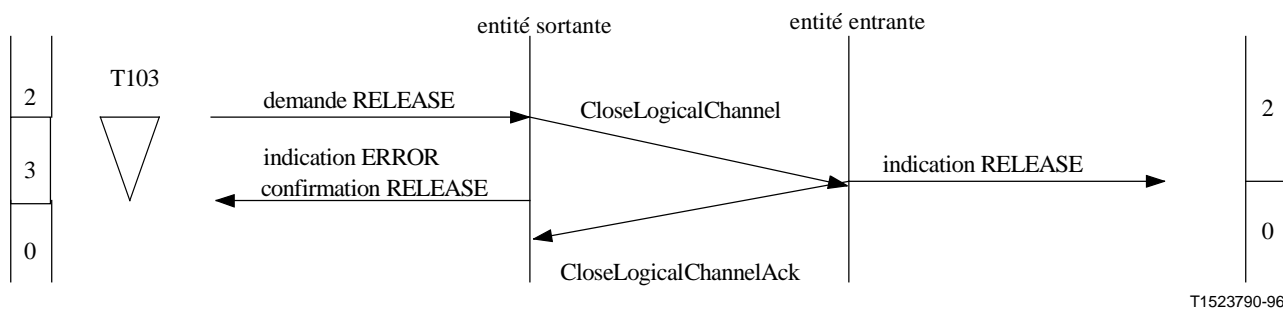 entité sortante
entité entrante
T103
2
demande RELEASE
CloseLogicalChannel
2
indication ERROR
3
indication RELEASE
confirmation RELEASE
0
0
CloseLogicalChannelAck
T1523790-96